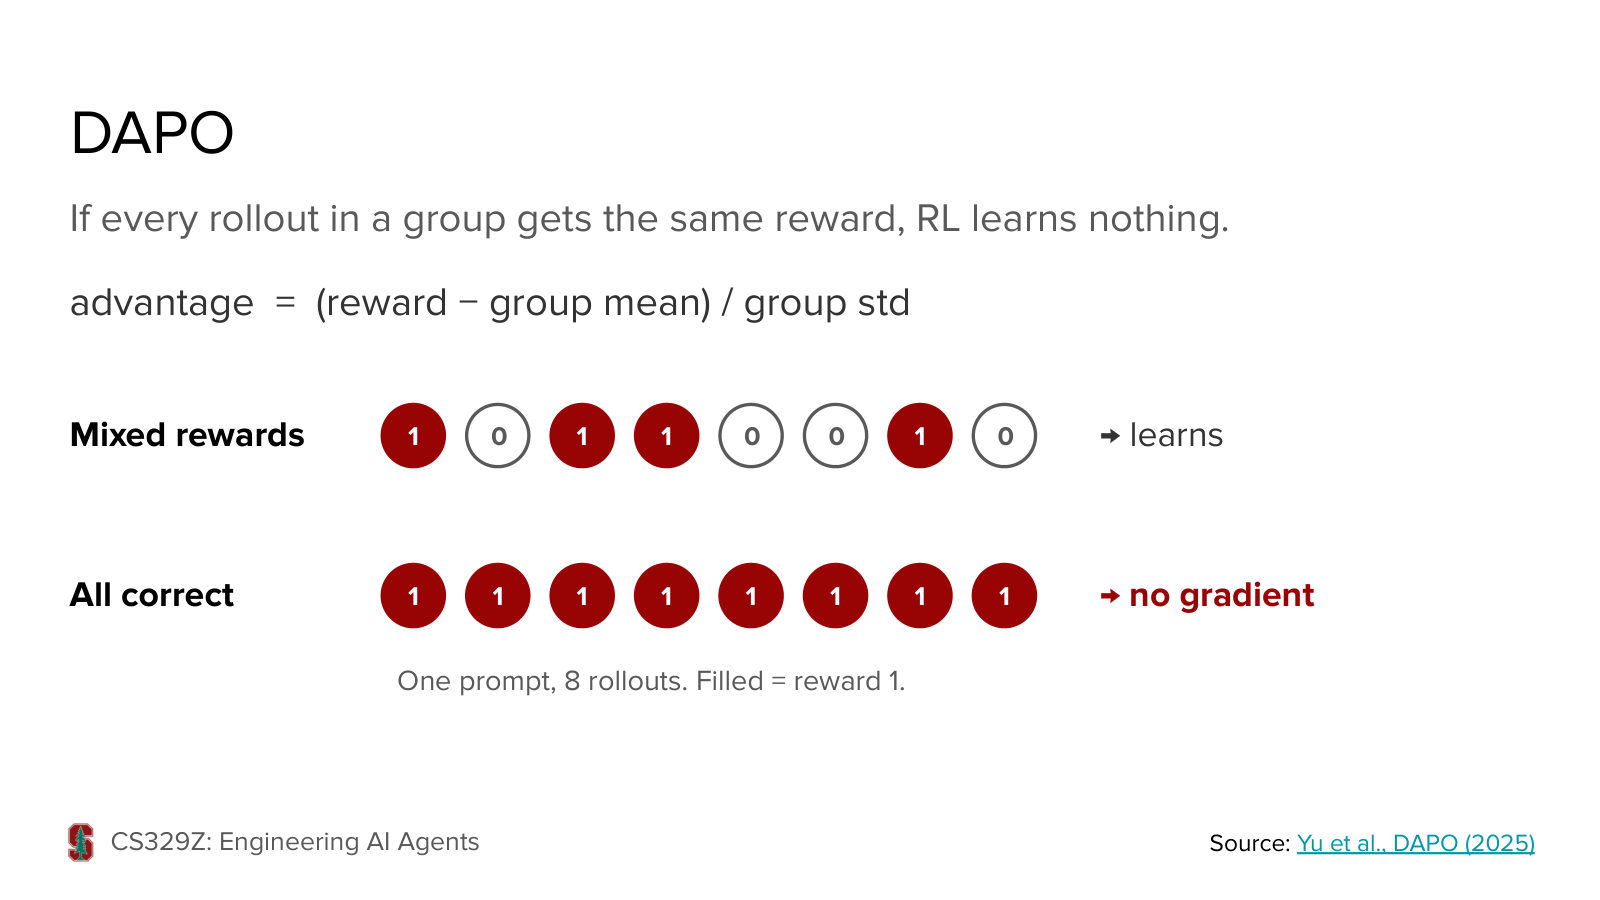 DAPO
If every rollout in a group gets the same reward, RL learns nothing.
advantage = (reward − group mean) / group std
Mixed rewards 1 0 1 1 0 0 1 0 → learns
All correct 1 1 1 1 1 1 1 1 → no gradient
One prompt, 8 rollouts. Filled = reward 1.
CS329Z: Engineering AI Agents
Source: Yu et al., DAPO (2025)